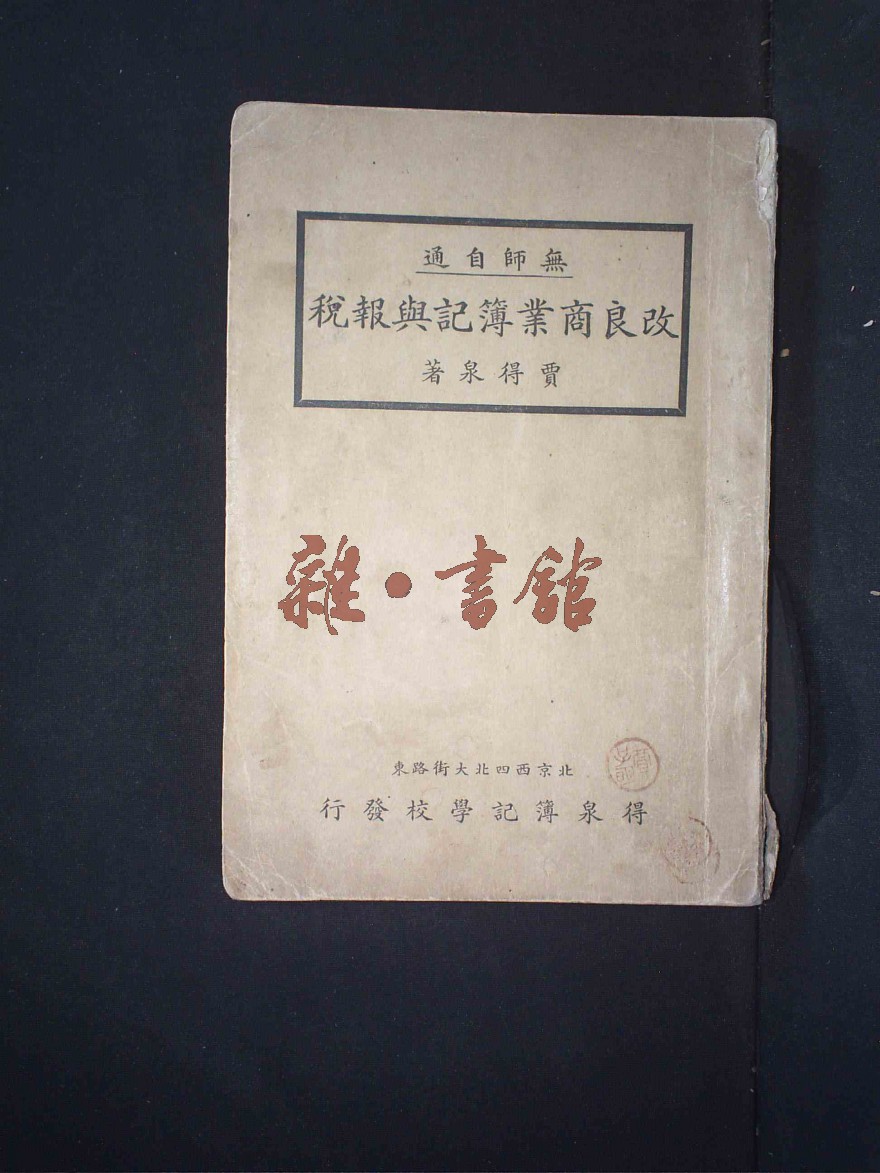 無師自通
改良商業簿記與報稅
賈得泉著
雜·書館
北京西四北大街路東
得泉簿記學校發行